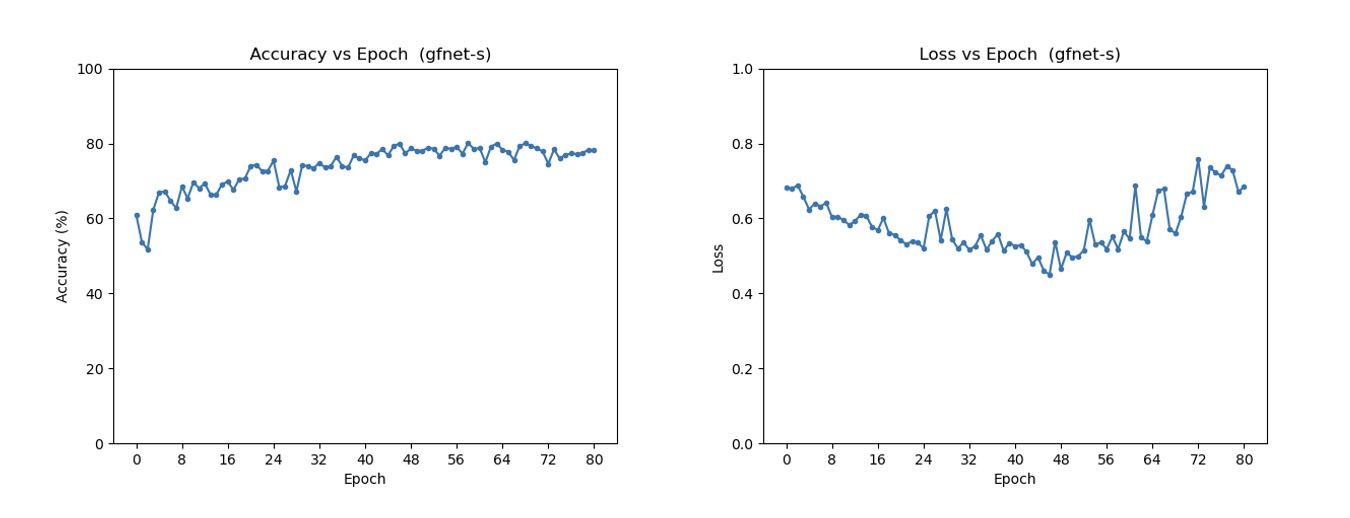 Accuracy vs Epoch  (gfnet-s)
100
80
60
40
20
0
Accuracy (%)
0 8 16 24 32 40 48 56 64 72 80
Epoch
Loss vs Epoch  (gfnet-s)
1.0
0.8
0.6
0.4
0.2
0.0
Loss
0 8 16 24 32 40 48 56 64 72 80
Epoch